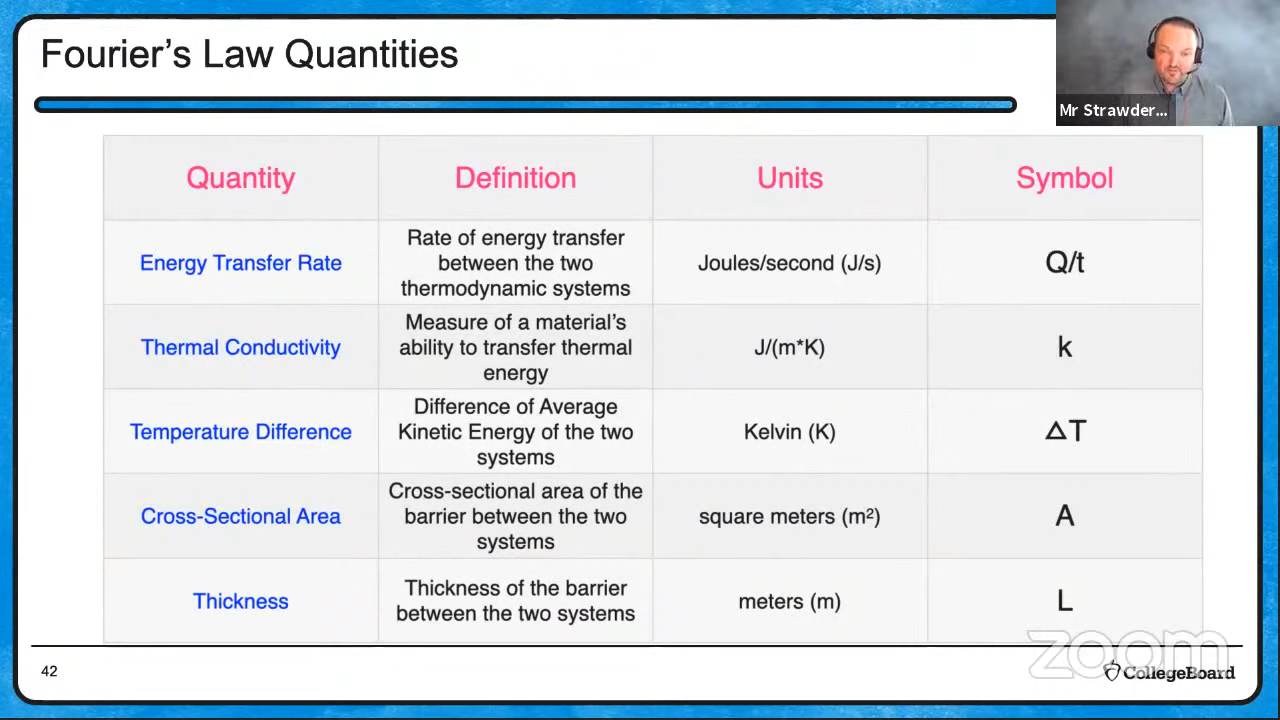 Fourier’s Law Quantities
Mr Strawder...
Quantity
Definition
Units
Symbol
Energy Transfer Rate
Rate of energy transfer
between the two
thermodynamic systems
Joules/second (J/s)
Q/t
Thermal Conductivity
Measure of a material’s
ability to transfer thermal
energy
J/(m*K)
k
Temperature Difference
Difference of Average
Kinetic Energy of the two
systems
Kelvin (K)
△T
Cross-Sectional Area
Cross-sectional area of the
barrier between the two
systems
square meters (m²)
A
Thickness
Thickness of the barrier
between the two systems
meters (m)
L
zoom
42
CollegeBoard